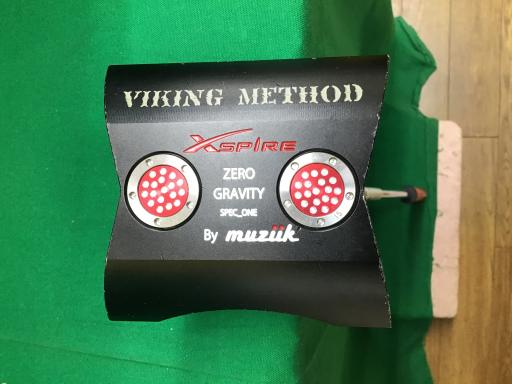 VIKING METHOD
XSPIRE
ZERO
GRAVITY
SPEC_ONE
By muziik